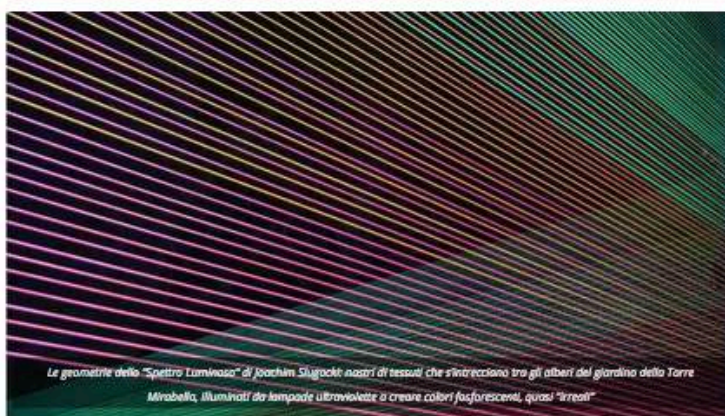 Le geometrie dello "Spettro Luminoso" di Joachim Slugocki: nastri di tessuti che s'intrecciano tra gli alberi del giardino della Torre
Mirabello, illuminati da lampade ultraviolette a creare colori fosforescenti, quasi "irreali"